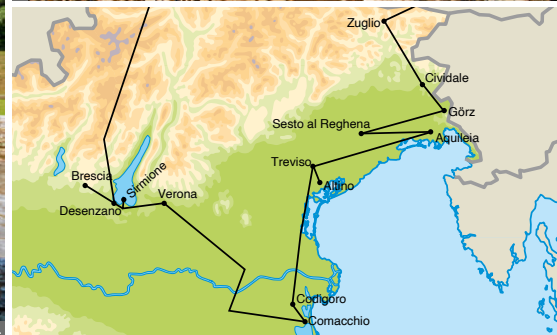 Zuglio
Cividale
Görz
Sesto al Reghena
Aquileia
Treviso
Altino
Brescia
Sirmione
Verona
Desenzano
Codigoro
Comacchio